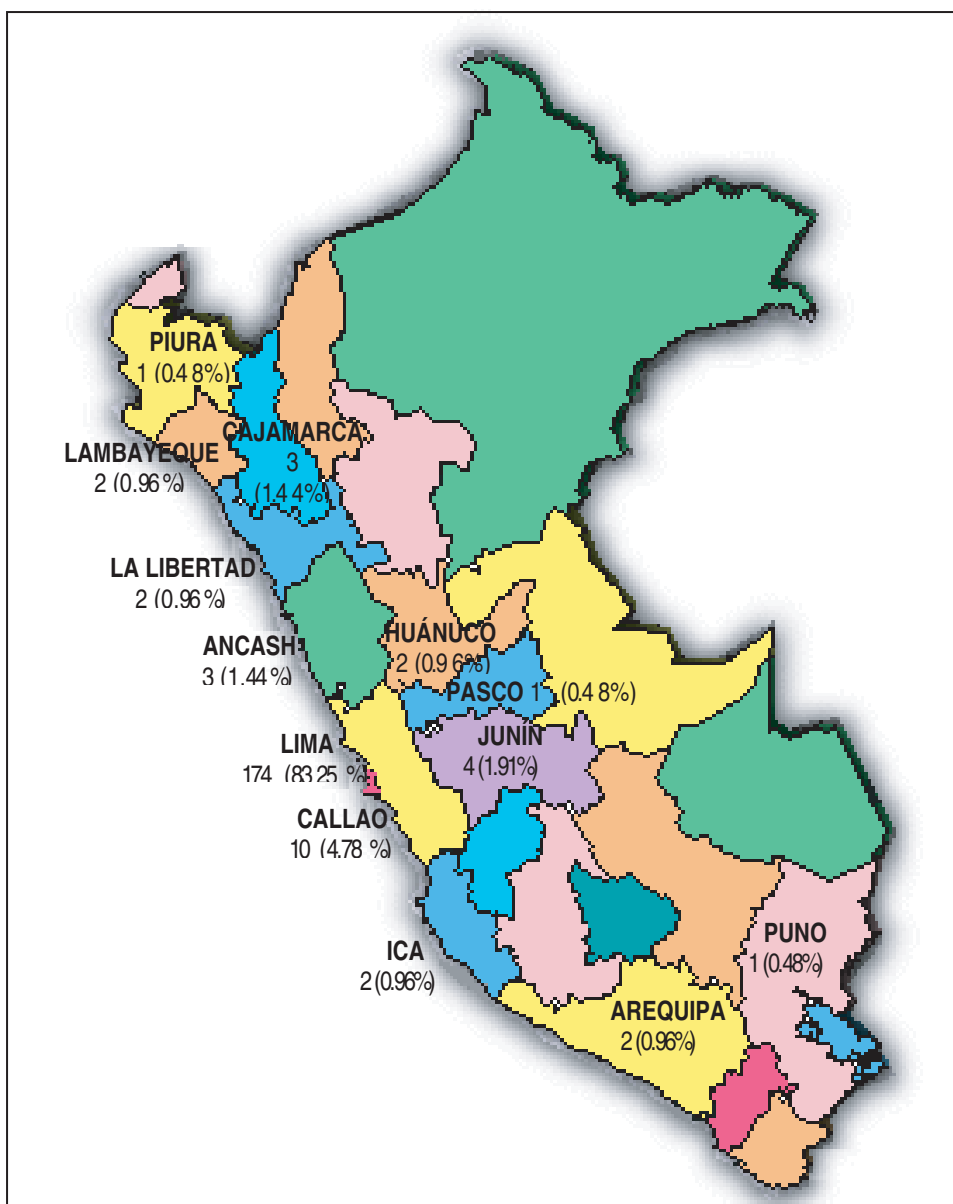 PIURA
1 (0.48%)
CAJAMARCA
3
(1.44%)
LAMBAYEQUE
2 (0.96%)
LA LIBERTAD
2 (0.96%)
HUÁNUCO
2 (0.96%)
ANCASH
3 (1.44%)
PASCO 1 (0.48%)
JUNÍN
4 (1.91%)
LIMA
174 (83.25 %)
CALLAO
10 (4.78 %)
PUNO
1 (0.48%)
ICA
2 (0.96%)
AREQUIPA
2 (0.96%)